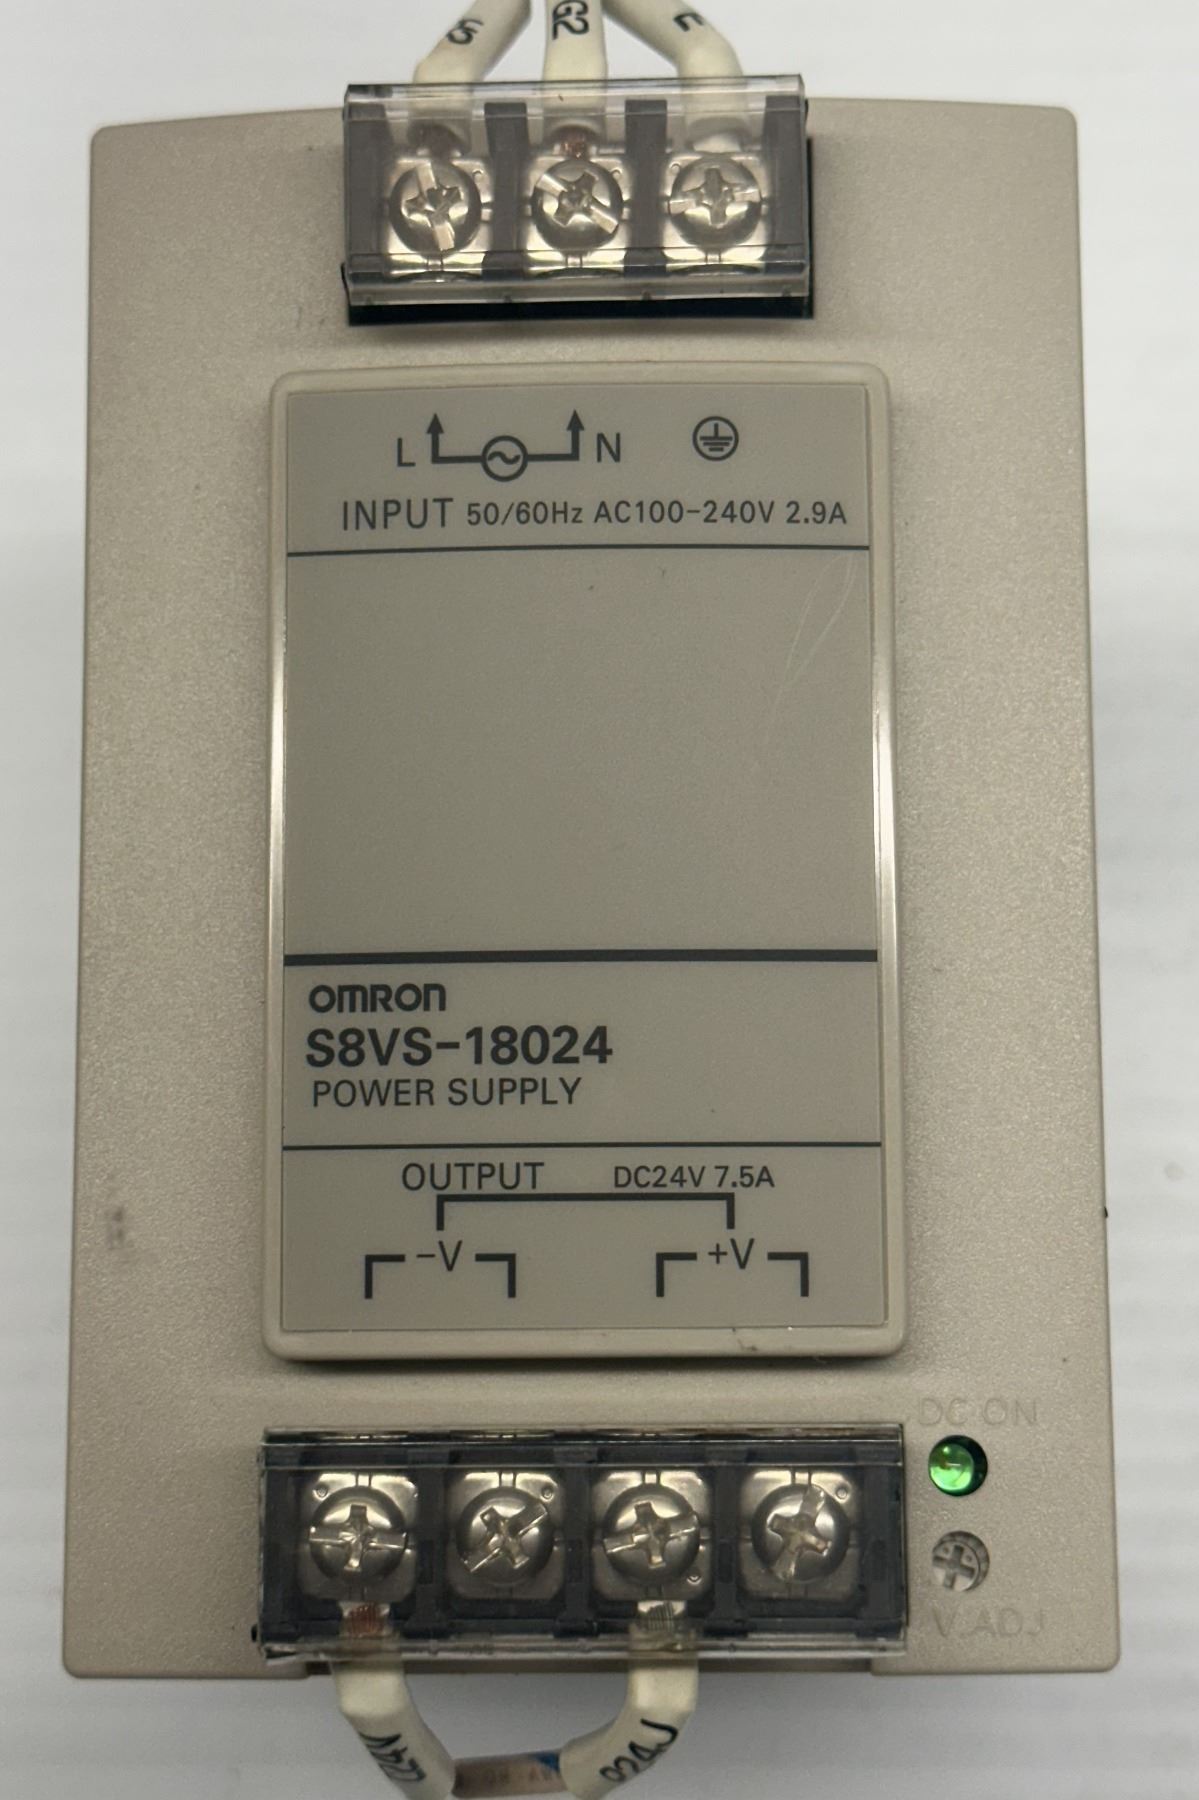 G2
E
L N
INPUT 50/60Hz AC100-240V 2.9A
OMRON
S8VS-18024
POWER SUPPLY
OUTPUT DC24V 7.5A
-V +V
DC ON
V.ADJ